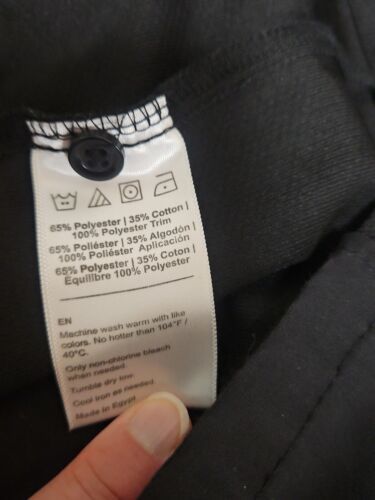 65% Polyester | 35% Cotton |
100% Polyester Trim
65% Poliéster | 35% Algodón |
100% Poliéster Aplicación
65% Polyester | 35% Coton |
Equilibre 100% Polyester
EN
Machine wash warm with like
colors. No hotter than 104°F /
40°C.
Only non-chlorine bleach
when needed.
Tumble dry low.
Cool iron as needed.
Made in Egypt